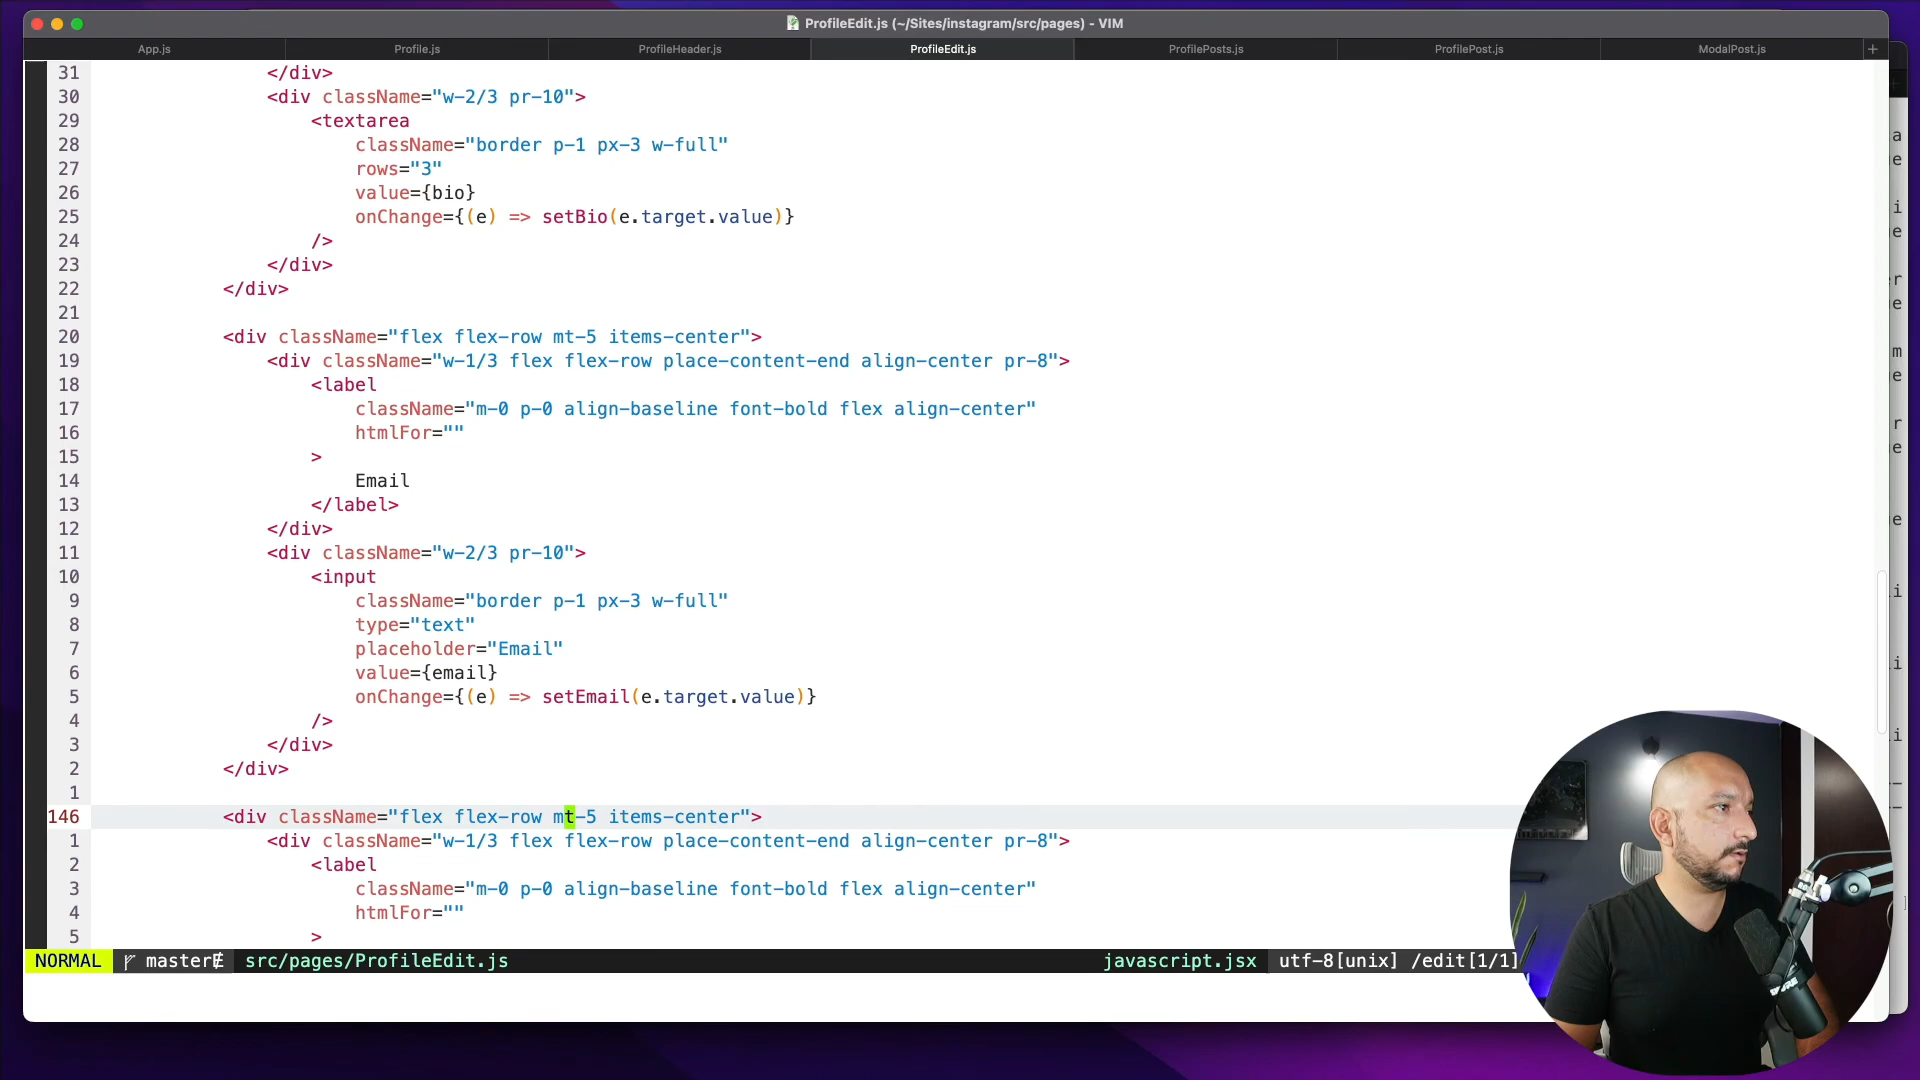 ProfileEdit.js (~/Sites/instagram/src/pages) - VIM
App.js Profile.js ProfileHeader.js ProfileEdit.js ProfilePosts.js ProfilePost.js ModalPost.js +
31 </div>
30 <div className="w-2/3 pr-10">
29 <textarea
28 className="border p-1 px-3 w-full"
27 rows="3"
26 value={bio}
25 onChange={(e) => setBio(e.target.value)}
24 />
23 </div>
22 </div>
21
20 <div className="flex flex-row mt-5 items-center">
19 <div className="w-1/3 flex flex-row place-content-end align-center pr-8">
18 <label
17 className="m-0 p-0 align-baseline font-bold flex align-center"
16 htmlFor=""
15 >
14 Email
13 </label>
12 </div>
11 <div className="w-2/3 pr-10">
10 <input
9 className="border p-1 px-3 w-full"
8 type="text"
7 placeholder="Email"
6 value={email}
5 onChange={(e) => setEmail(e.target.value)}
4 />
3 </div>
2 </div>
1
146 <div className="flex flex-row mt-5 items-center">
1 <div className="w-1/3 flex flex-row place-content-end align-center pr-8">
2 <label
3 className="m-0 p-0 align-baseline font-bold flex align-center"
4 htmlFor=""
5 >
NORMAL master src/pages/ProfileEdit.js javascript.jsx utf-8[unix] /edit[1/1]